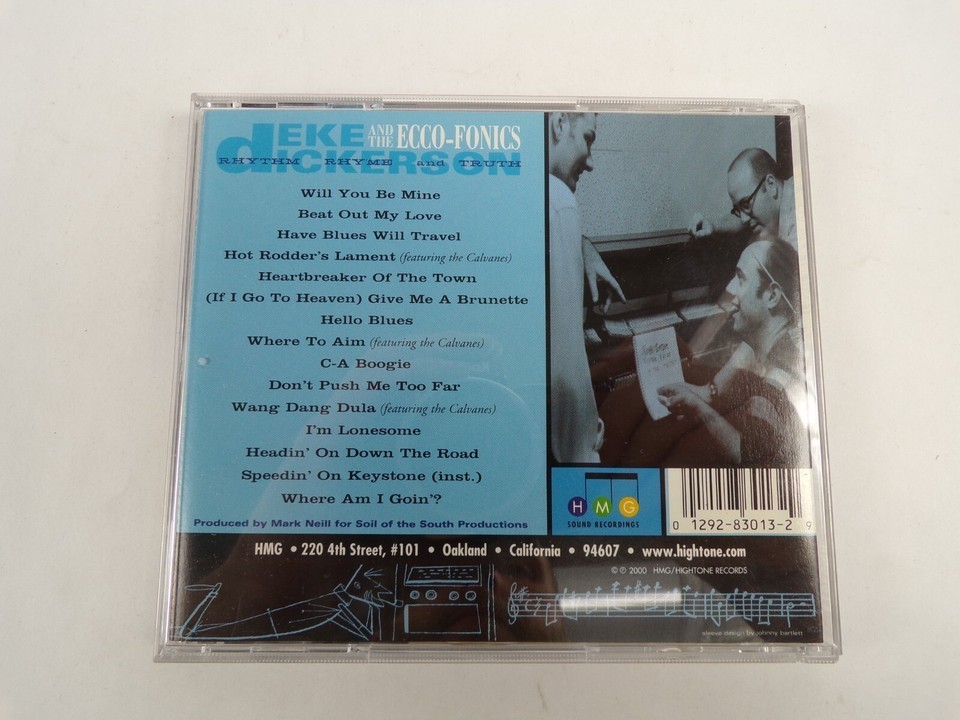 DEKE DICKERSON AND THE ECCO-FONICS
RHYTHM RHYME and TRUTH
Will You Be Mine
Beat Out My Love
Have Blues Will Travel
Hot Rodder's Lament (featuring the Calvanes)
Heartbreaker Of The Town
(If I Go To Heaven) Give Me A Brunette
Hello Blues
Where To Aim (featuring the Calvanes)
C-A Boogie
Don't Push Me Too Far
Wang Dang Dula (featuring the Calvanes)
I'm Lonesome
Headin' On Down The Road
Speedin' On Keystone (inst.)
Where Am I Goin'?
Produced by Mark Neill for Soil of the South Productions
HMG
SOUND RECORDINGS
0 1292-83013-2 9
HMG • 220 4th Street, #101 • Oakland • California • 94607 • www.hightone.com
© ℗ 2000 HMG/HIGHTONE RECORDS
sleeve design by johnny bartlett